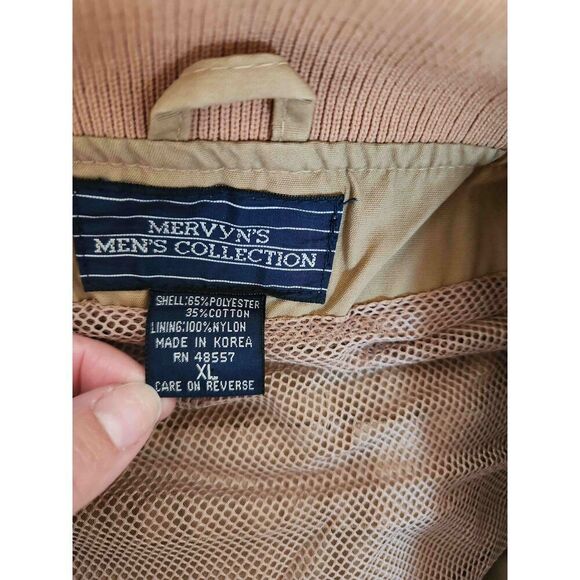 MERVYN'S
MEN'S COLLECTION
SHELL:65%POLYESTER
35%COTTON
LINING:100%NYLON
MADE IN KOREA
RN 48557
XL
CARE ON REVERSE